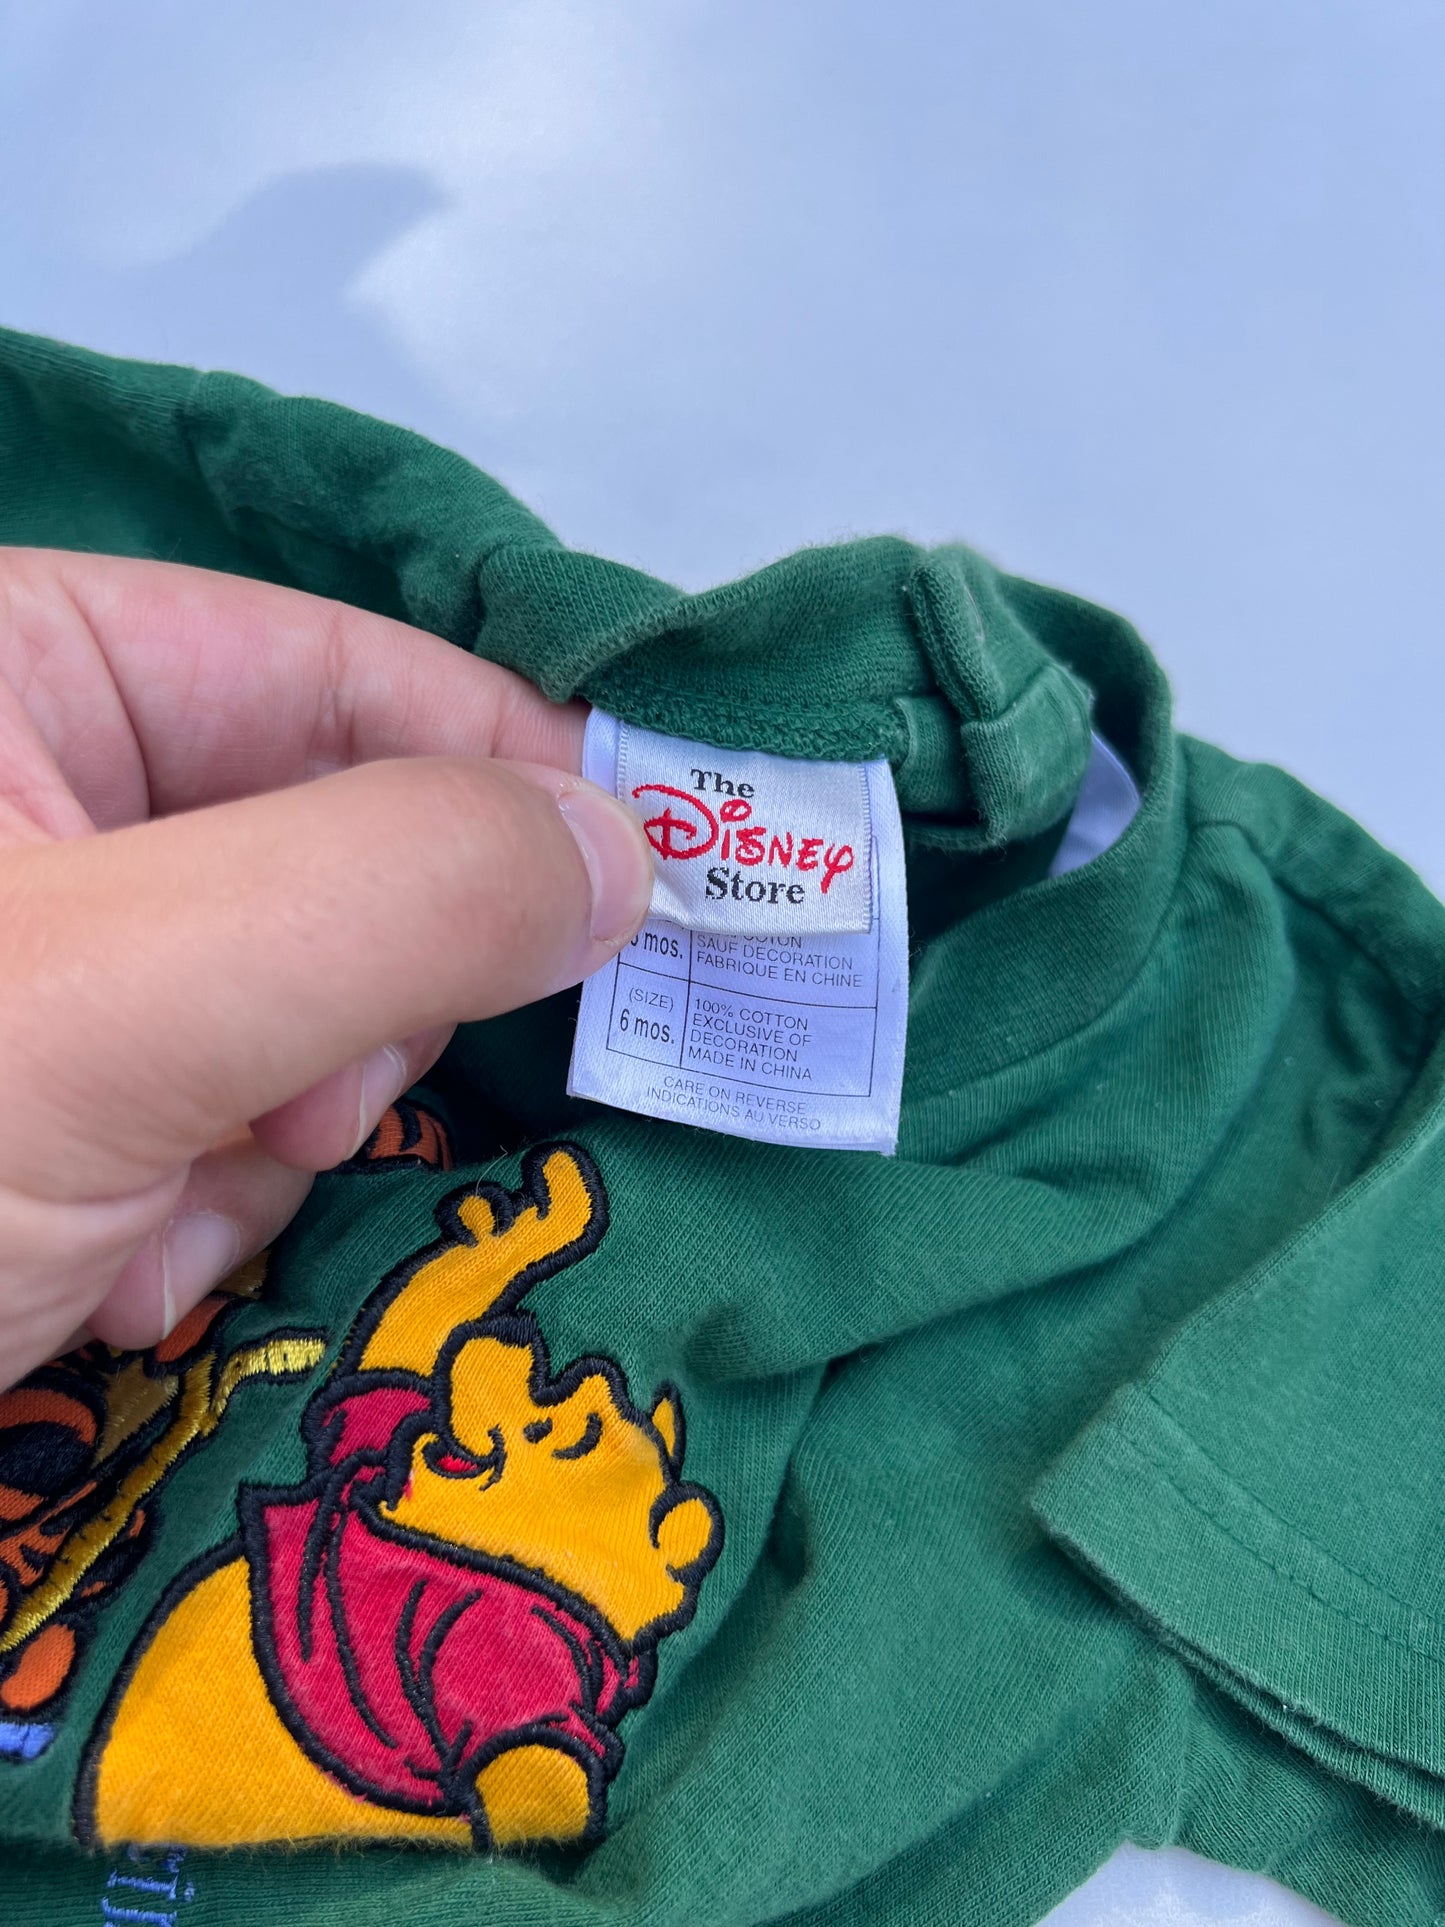 The
Disney
Store
mos.
COTON
SAUF DECORATION
FABRIQUE EN CHINE
(SIZE)
6 mos.
100% COTTON
EXCLUSIVE OF
DECORATION
MADE IN CHINA
CARE ON REVERSE
INDICATIONS AU VERSO